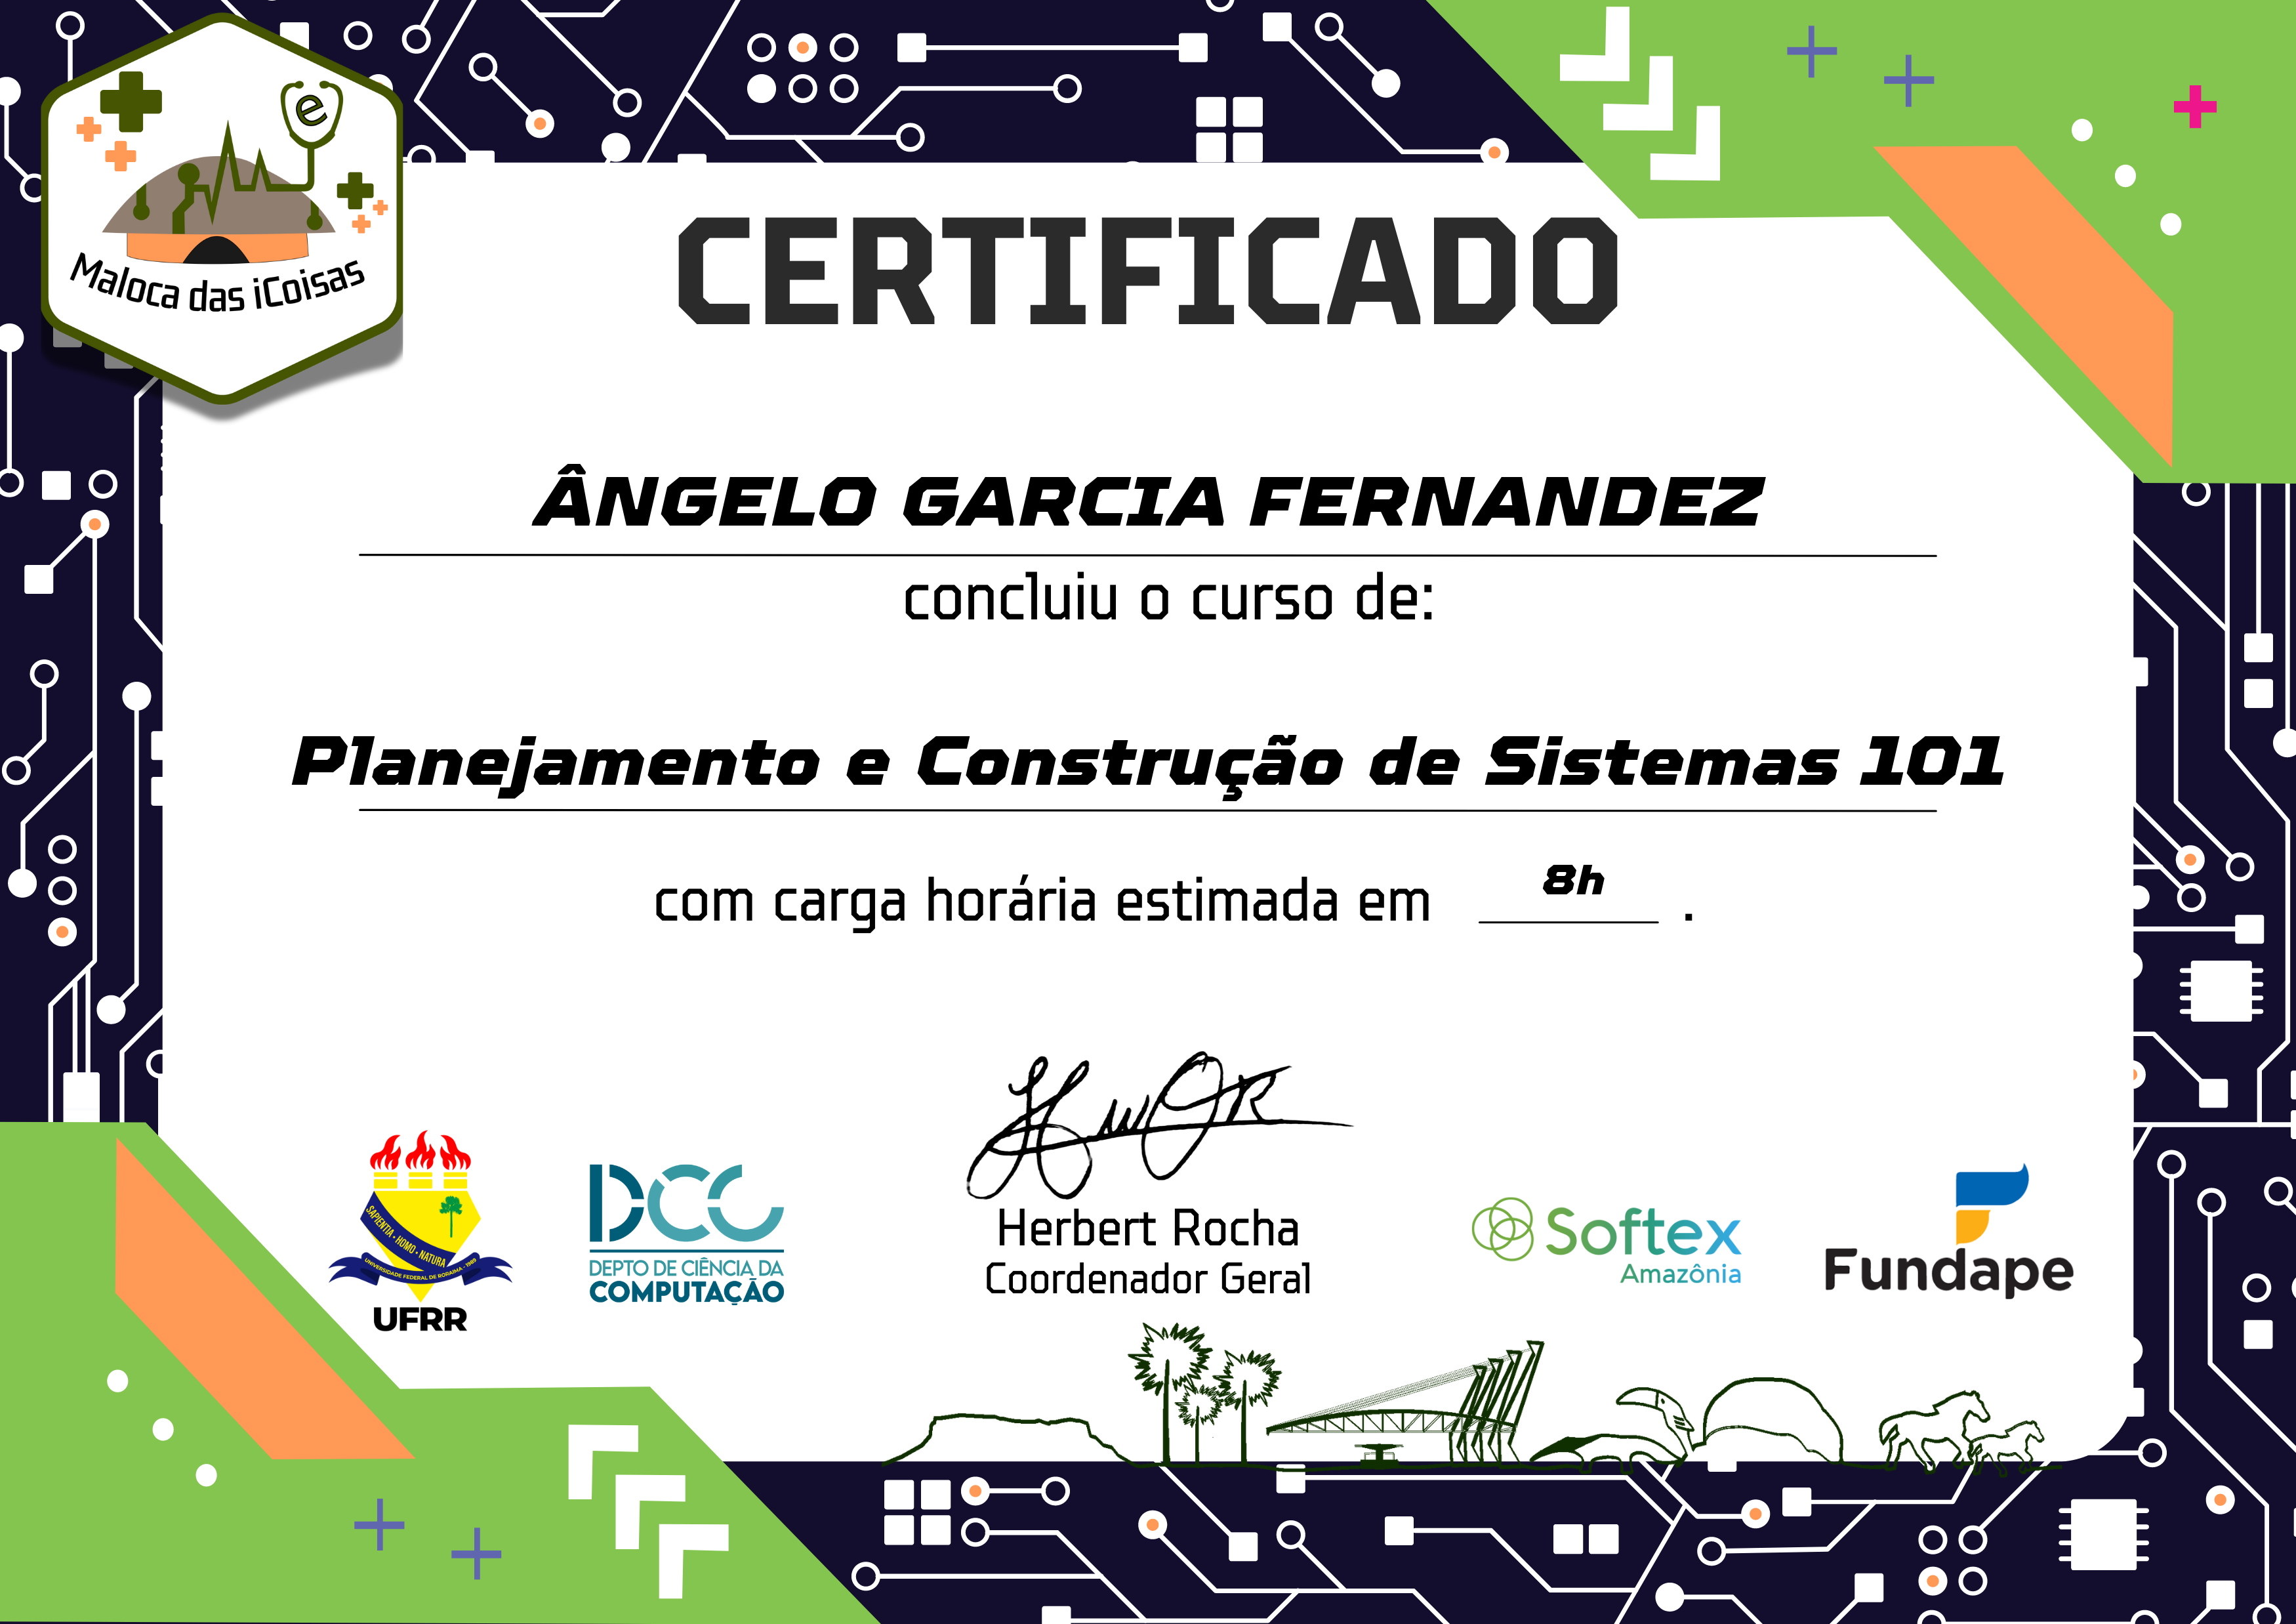 e
Maloca das iCoisas
CERTIFICADO
ÂNGELO GARCIA FERNANDEZ
concluiu o curso de:
Planejamento e Construção de Sistemas 101
com carga horária estimada em 8h .
SAPIENTIA • HOMO • NATURA
UNIVERSIDADE FEDERAL DE RORAIMA • 1989
UFRR
DCC
DEPTO DE CIÊNCIA DA
COMPUTAÇÃO
Herbert Rocha
Coordenador Geral
Softex
Amazônia
Fundape